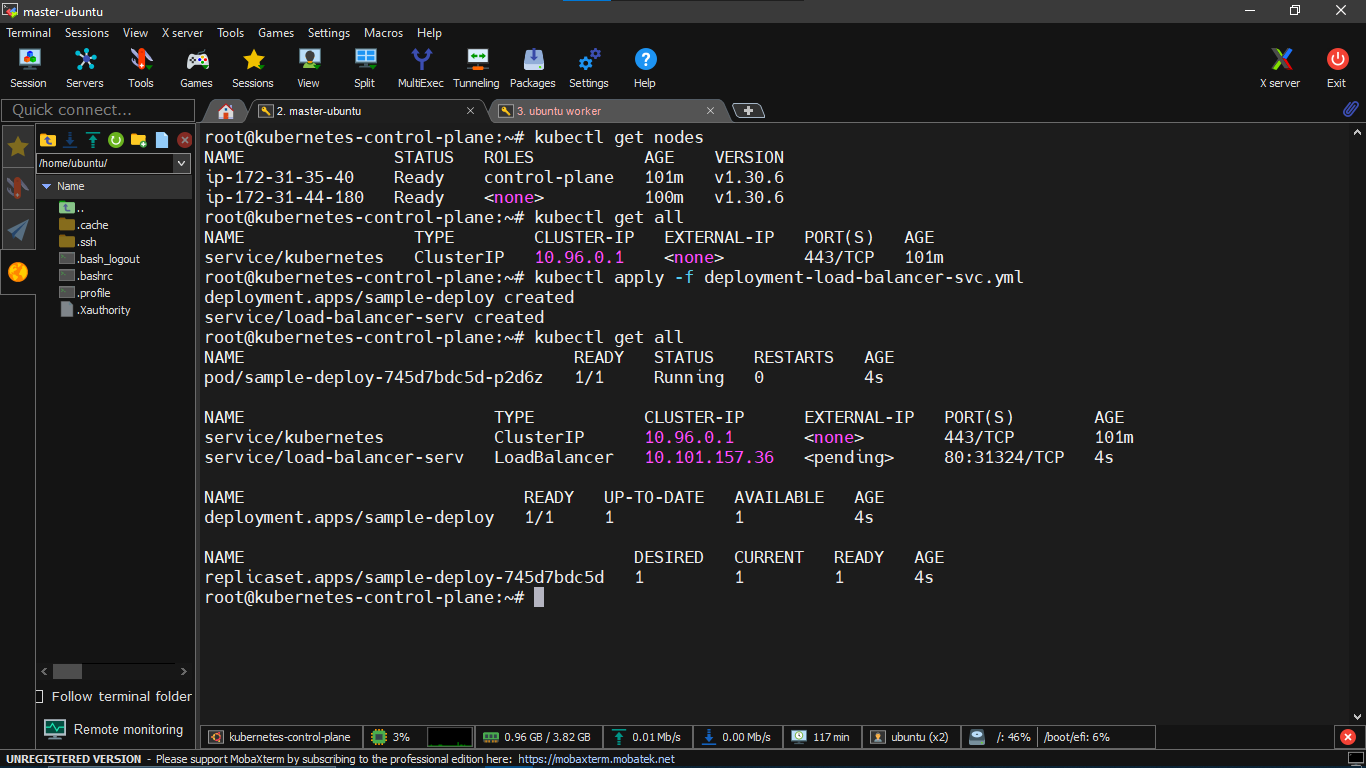 master-ubuntu
Terminal Sessions View X server Tools Games Settings Macros Help
Session Servers Tools Games Sessions View Split MultiExec Tunneling Packages Settings Help X server Exit
Quick connect...
2. master-ubuntu
3. ubuntu worker
/home/ubuntu/
Name
..
.cache
.ssh
.bash_logout
.bashrc
.profile
.Xauthority
Follow terminal folder
Remote monitoring
root@kubernetes-control-plane:~# kubectl get nodes
NAME STATUS ROLES AGE VERSION
ip-172-31-35-40 Ready control-plane 101m v1.30.6
ip-172-31-44-180 Ready <none> 100m v1.30.6
root@kubernetes-control-plane:~# kubectl get all
NAME TYPE CLUSTER-IP EXTERNAL-IP PORT(S) AGE
service/kubernetes ClusterIP 10.96.0.1 <none> 443/TCP 101m
root@kubernetes-control-plane:~# kubectl apply -f deployment-load-balancer-svc.yml
deployment.apps/sample-deploy created
service/load-balancer-serv created
root@kubernetes-control-plane:~# kubectl get all
NAME READY STATUS RESTARTS AGE
pod/sample-deploy-745d7bdc5d-p2d6z 1/1 Running 0 4s
NAME TYPE CLUSTER-IP EXTERNAL-IP PORT(S) AGE
service/kubernetes ClusterIP 10.96.0.1 <none> 443/TCP 101m
service/load-balancer-serv LoadBalancer 10.101.157.36 <pending> 80:31324/TCP 4s
NAME READY UP-TO-DATE AVAILABLE AGE
deployment.apps/sample-deploy 1/1 1 1 4s
NAME DESIRED CURRENT READY AGE
replicaset.apps/sample-deploy-745d7bdc5d 1 1 1 4s
root@kubernetes-control-plane:~#
kubernetes-control-plane 3% 0.96 GB / 3.82 GB 0.01 Mb/s 0.00 Mb/s 117 min ubuntu (x2) /: 46% /boot/efi: 6%
UNREGISTERED VERSION - Please support MobaXterm by subscribing to the professional edition here: https://mobaxterm.mobatek.net